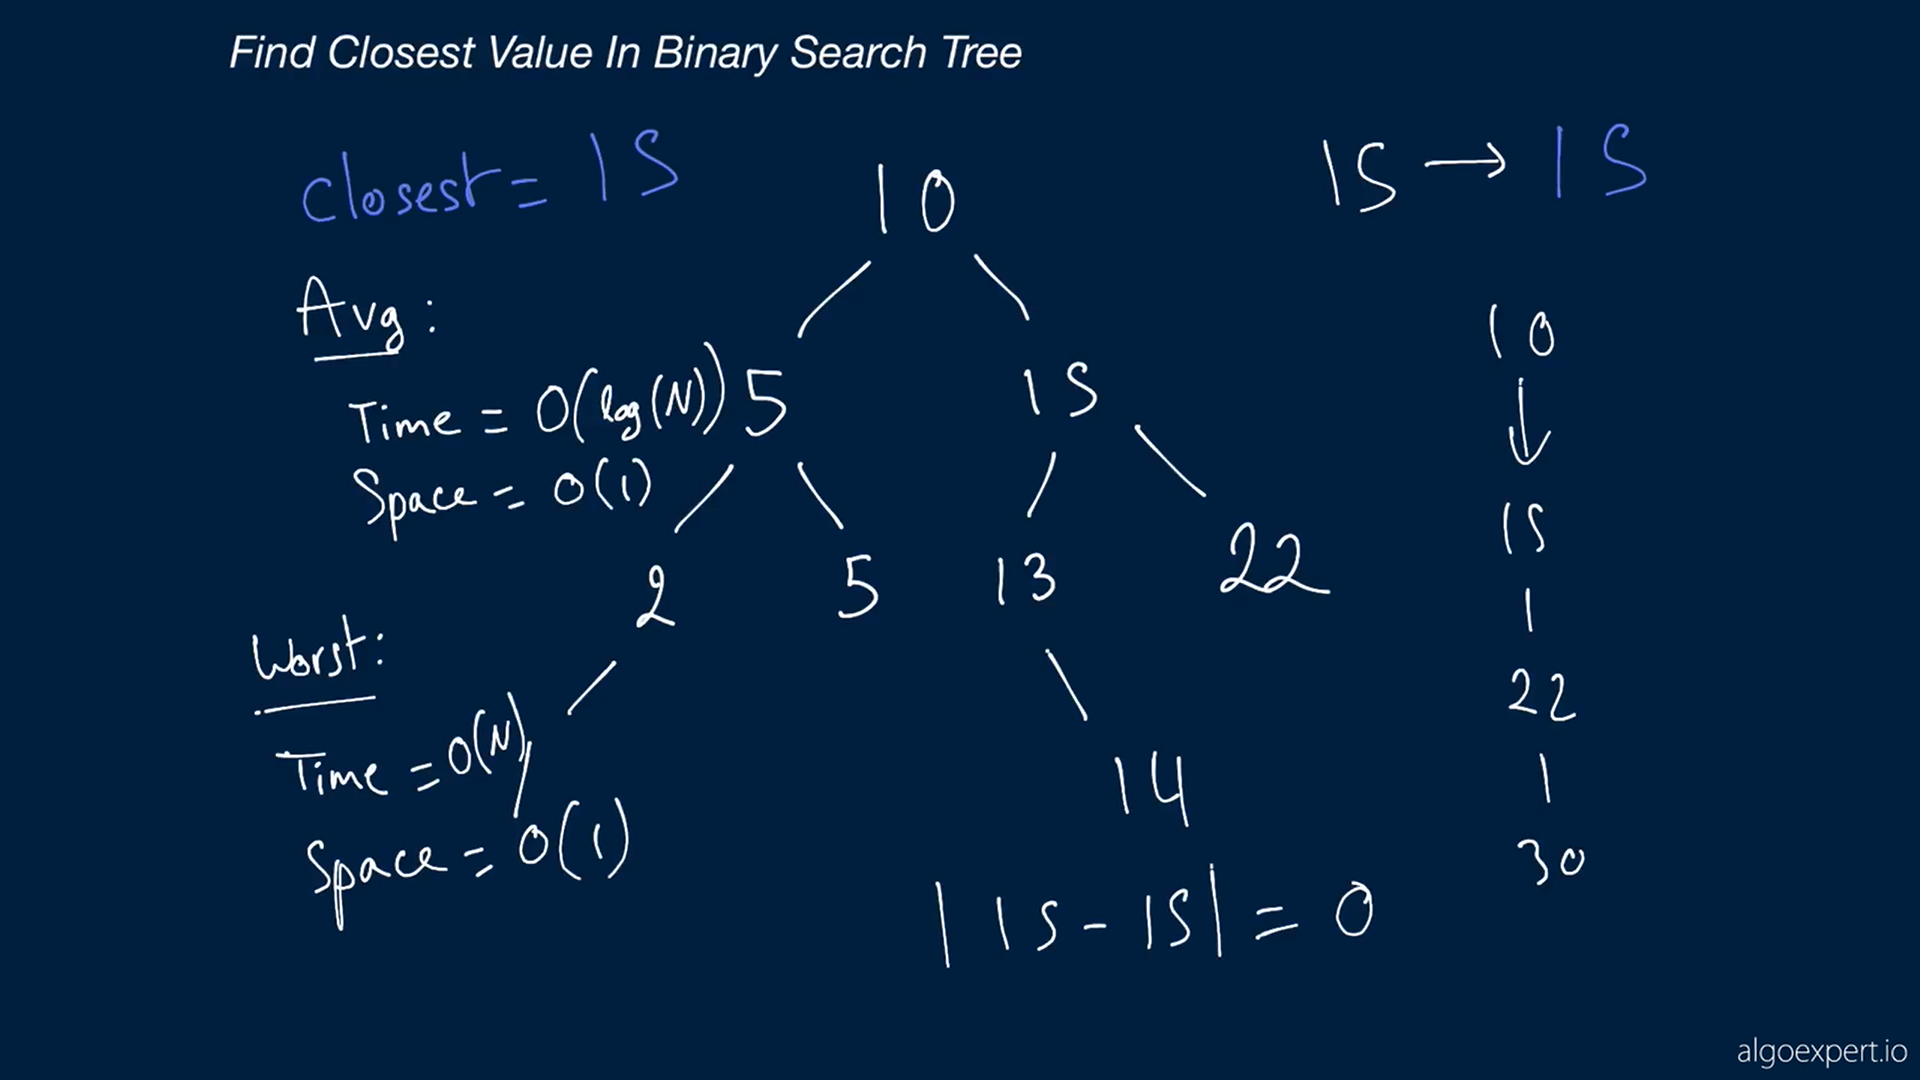 Find Closest Value In Binary Search Tree
closest = 15
10
15 → 15
Avg:
Time = O(log(N))
Space = O(1)
5
15
2
5
13
22
14
Worst:
Time = O(N)
Space = O(1)
10
↓
15
22
30
| 15 - 15 | = 0
algoexpert.io